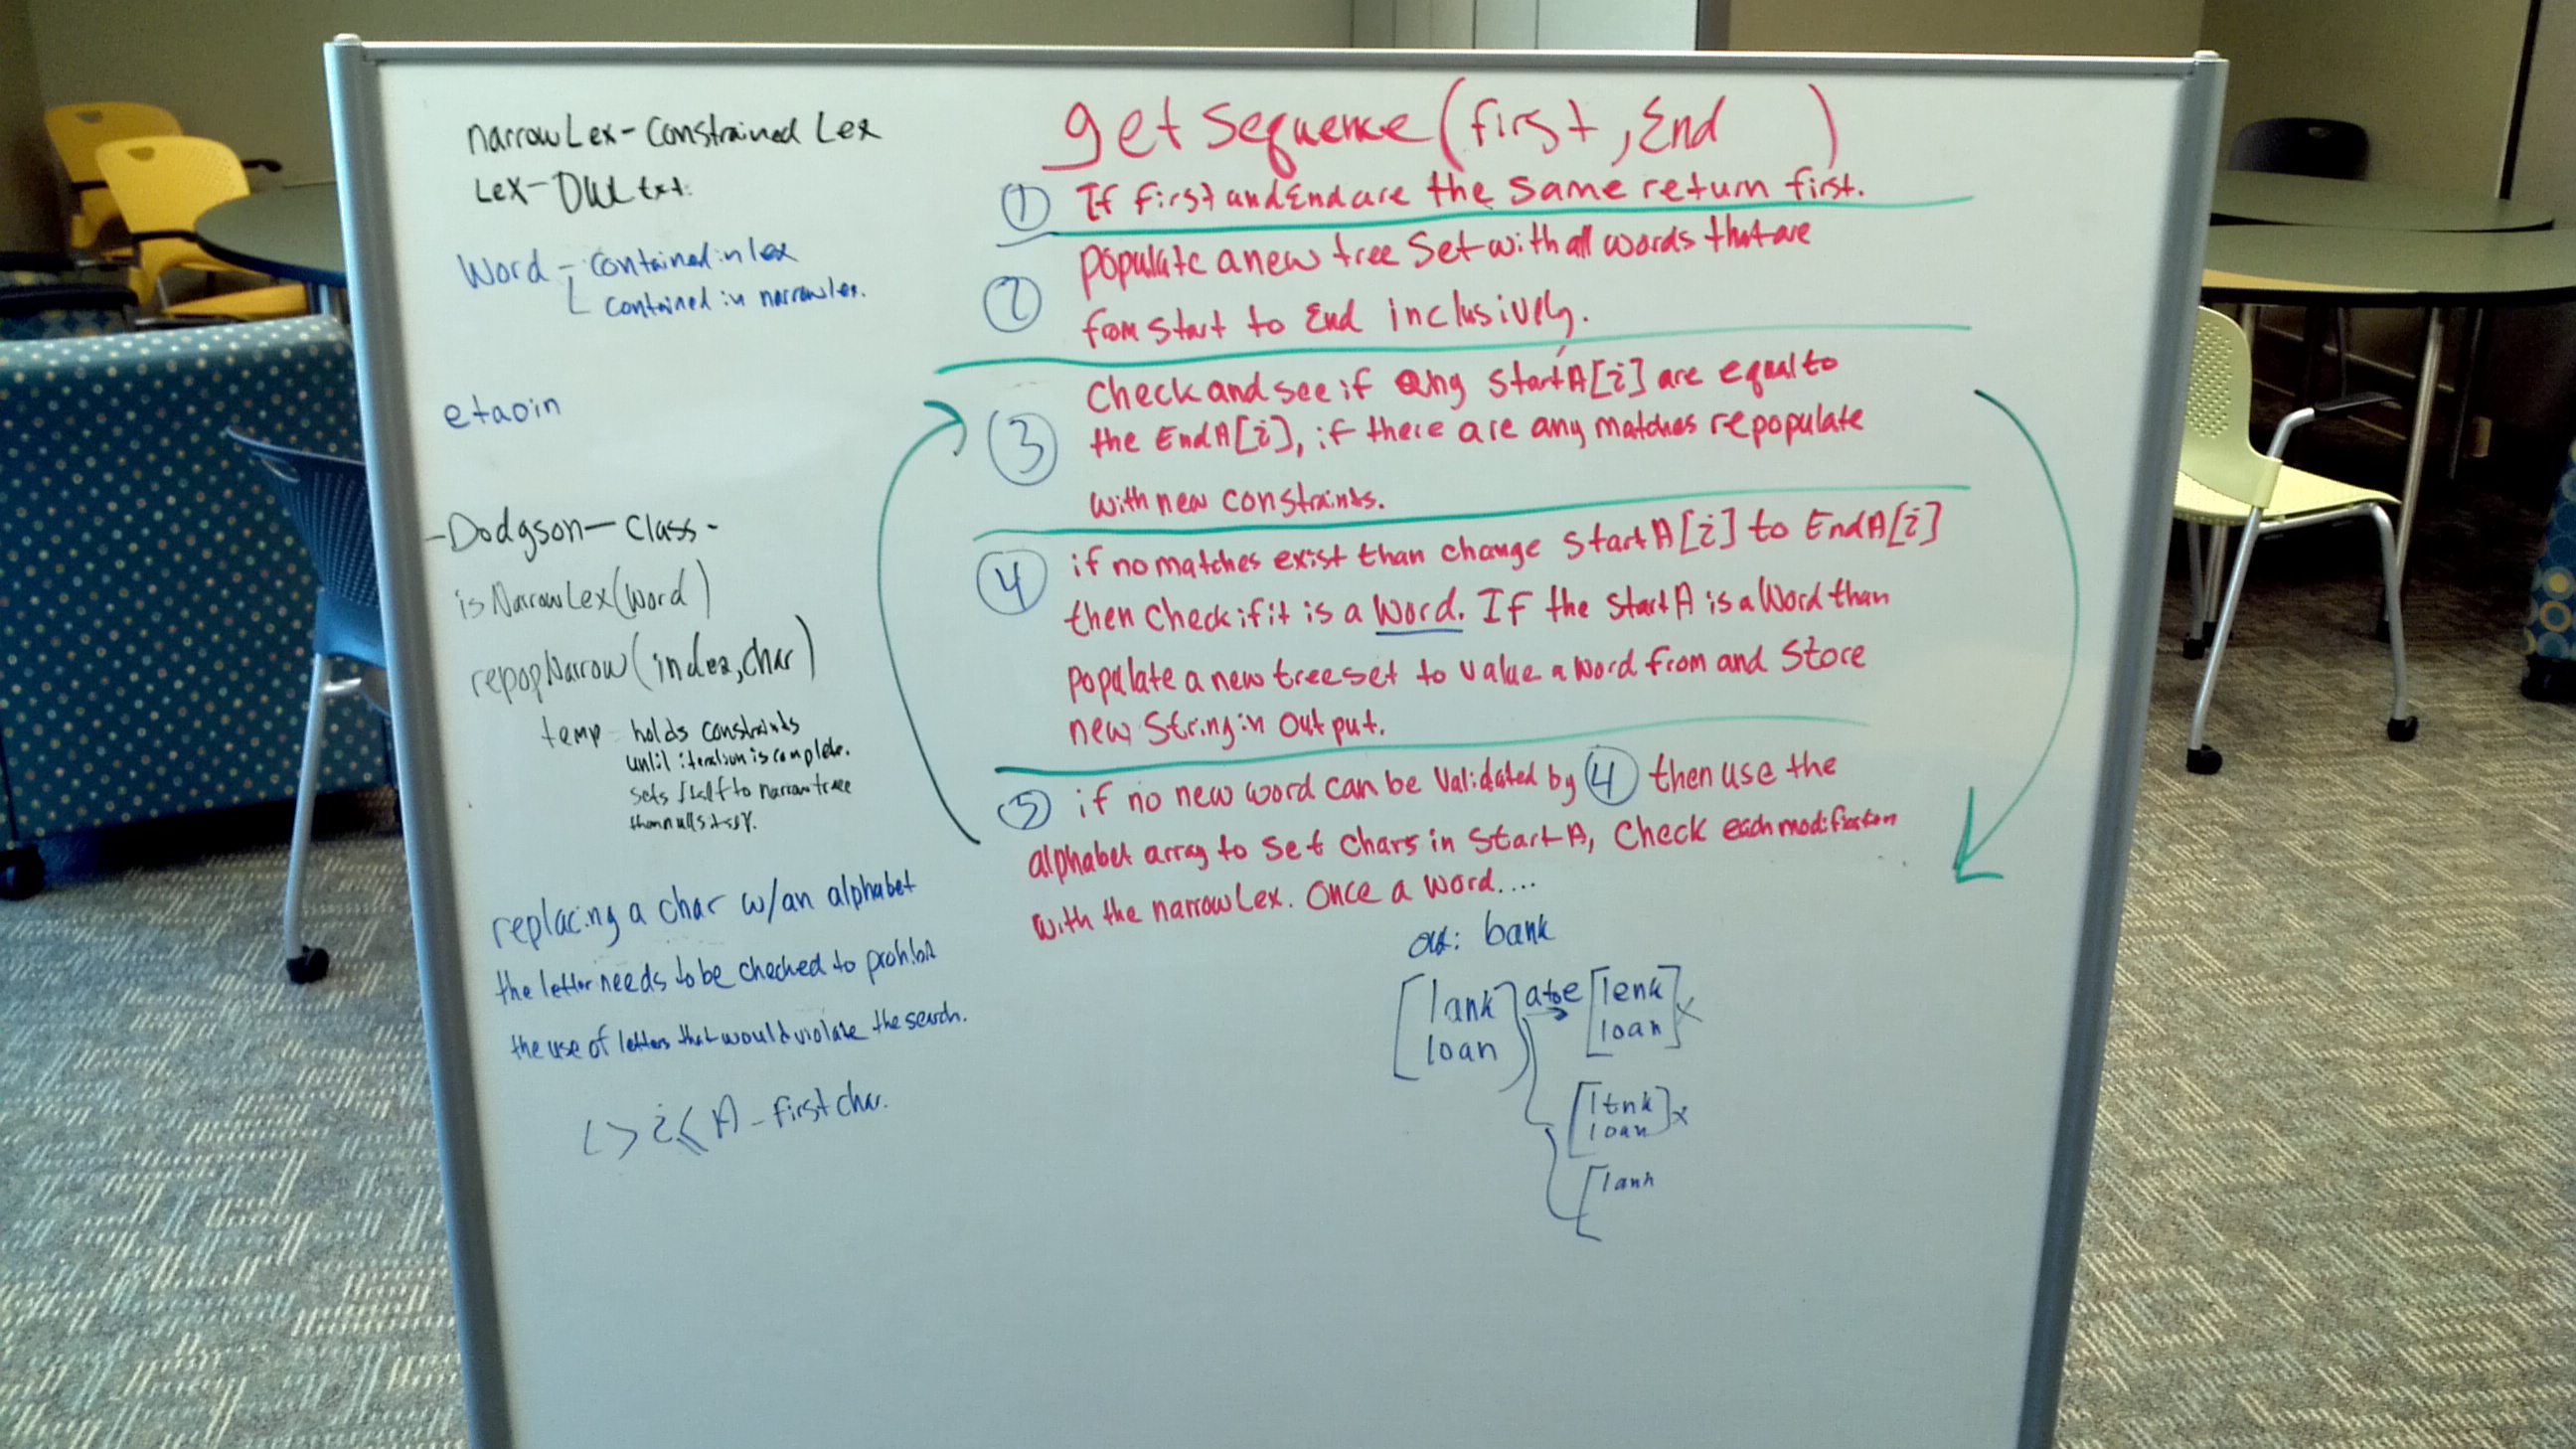 narrowLex - Constrained Lex
Lex - OWL txt.
Word - contained in lex
contained in narrowlex.
etaoin
- Dodgson - Class -
isNarrowLex(word)
repopNarrow(index, char)
temp - holds constraints
until iteration is complete.
sets itself to narrowtree
then nulls itself.
replacing a char w/an alphabet
the letter needs to be checked to prohibit
the use of letters that would violate the search.
A - first char.
getSequence(first, End )
① If first and End are the same return first.
② populate a new tree Set with all words that are
from start to End inclusively.
③ Check and see if any StartA[i] are equal to
the EndA[i], if there are any matches repopulate
with new constraints.
④ if no matches exist than change StartA[i] to EndA[i]
then check if it is a Word. If the StartA is a Word than
populate a new treeset to value a word from and Store
new String in output.
⑤ if no new word can be validated by ④ then use the
alphabet array to set chars in StartA, Check each modification
with the narrowLex. Once a word....
out: bank
[lank] a to e [lenk] x
[loan] [loan]
[ltnk] x
[loan]
[lank